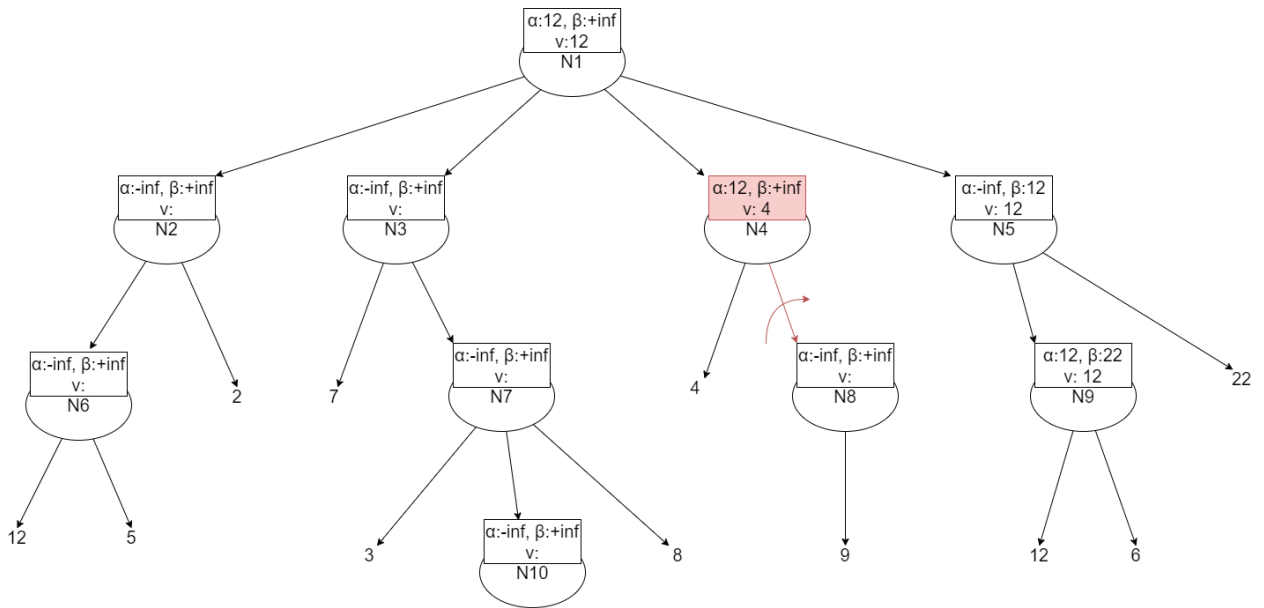 α:12, β:+inf
v:12
N1
α:-inf, β:+inf
v:
N2
α:-inf, β:+inf
v:
N3
α:12, β:+inf
v: 4
N4
α:-inf, β:12
v: 12
N5
α:-inf, β:+inf
v:
N6
2
7
α:-inf, β:+inf
v:
N7
4
α:-inf, β:+inf
v:
N8
α:12, β:22
v: 12
N9
22
12
5
3
α:-inf, β:+inf
v:
N10
8
9
12
6